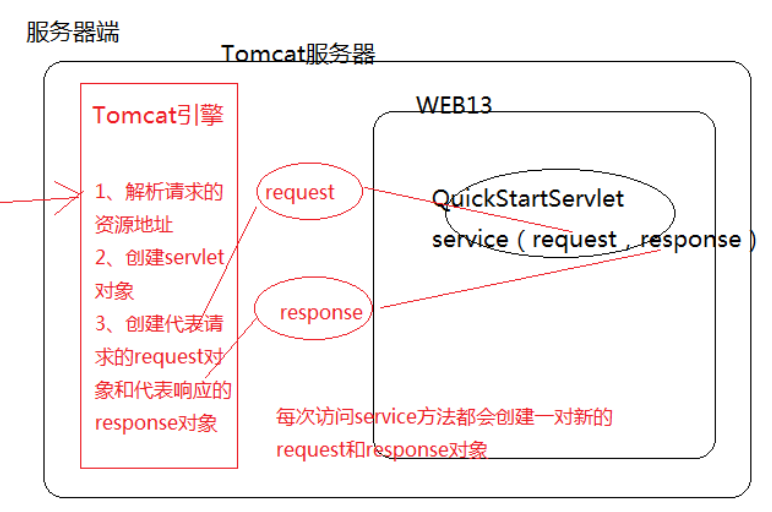 服务器端
Tomcat服务器
Tomcat引擎
1、解析请求的
资源地址
2、创建servlet
对象
3、创建代表请
求的request对
象和代表响应的
response对象
request
response
WEB13
QuickStartServlet
service（request，response）
每次访问service方法都会创建一对新的
request和response对象